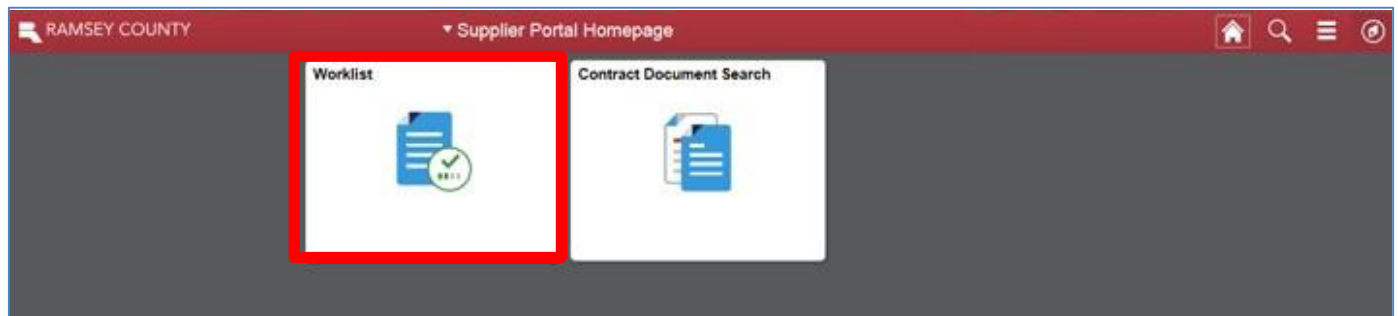 RAMSEY COUNTY
Supplier Portal Homepage
Worklist
Contract Document Search